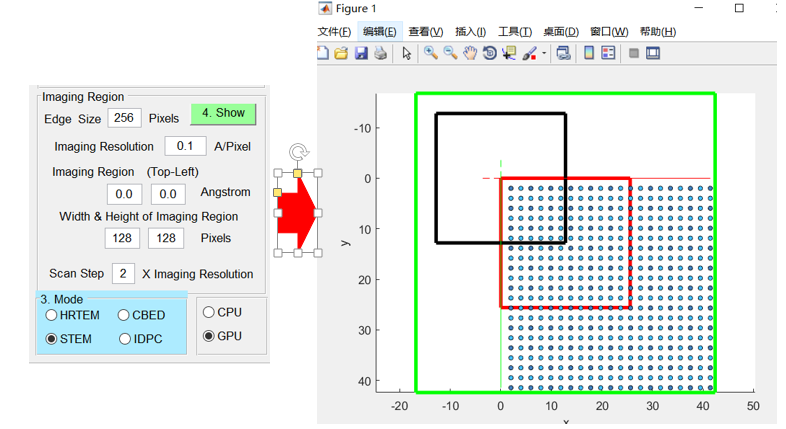 Imaging Region
Edge Size 256 Pixels 4. Show
Imaging Resolution 0.1 A/Pixel
Imaging Region (Top-Left)
0.0 0.0 Angstrom
Width & Height of Imaging Region
128 128 Pixels
Scan Step 2 X Imaging Resolution
3. Mode
HRTEM CBED
STEM IDPC
CPU
GPU
Figure 1
文件(F) 编辑(E) 查看(V) 插入(I) 工具(T) 桌面(D) 窗口(W) 帮助(H)
-10
0
10
20
30
40
y
-20 -10 0 10 20 30 40 50
x